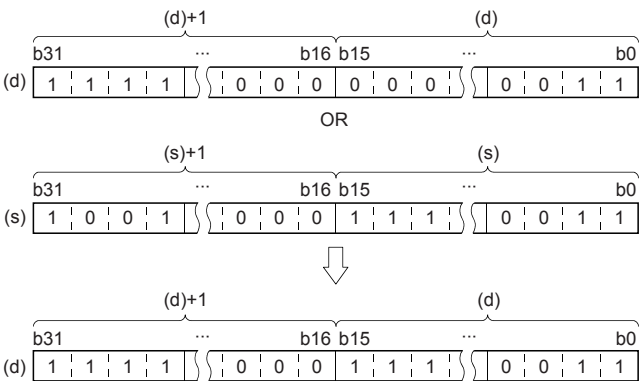 (d)+1 (d)
b31 ... b16 b15 ... b0
(d) 1 1 1 1 0 0 0 0 0 0 0 0 1 1
OR
(s)+1 (s)
b31 ... b16 b15 ... b0
(s) 1 0 0 1 0 0 0 1 1 1 0 0 1 1
(d)+1 (d)
b31 ... b16 b15 ... b0
(d) 1 1 1 1 0 0 0 1 1 1 0 0 1 1